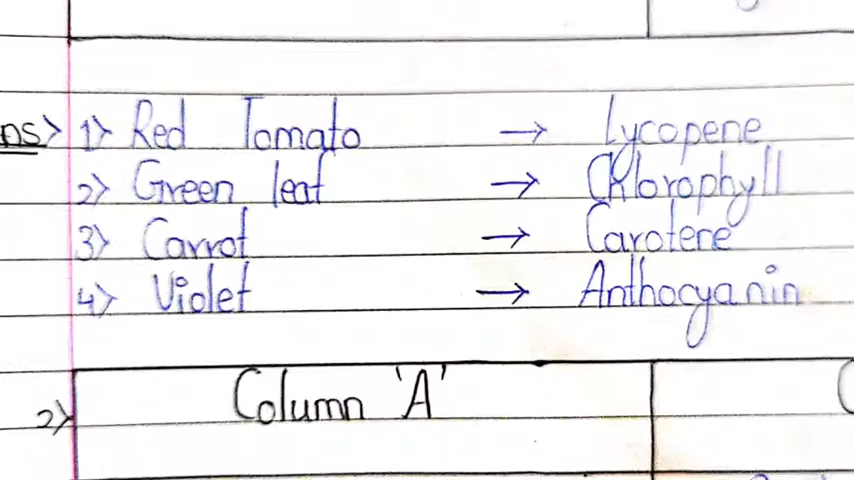 ns> 1> Red Tomato → Lycopene
2> Green leaf → Chlorophyll
3> Carrot → Carotene
4> Violet → Anthocyanin
2> Column 'A'